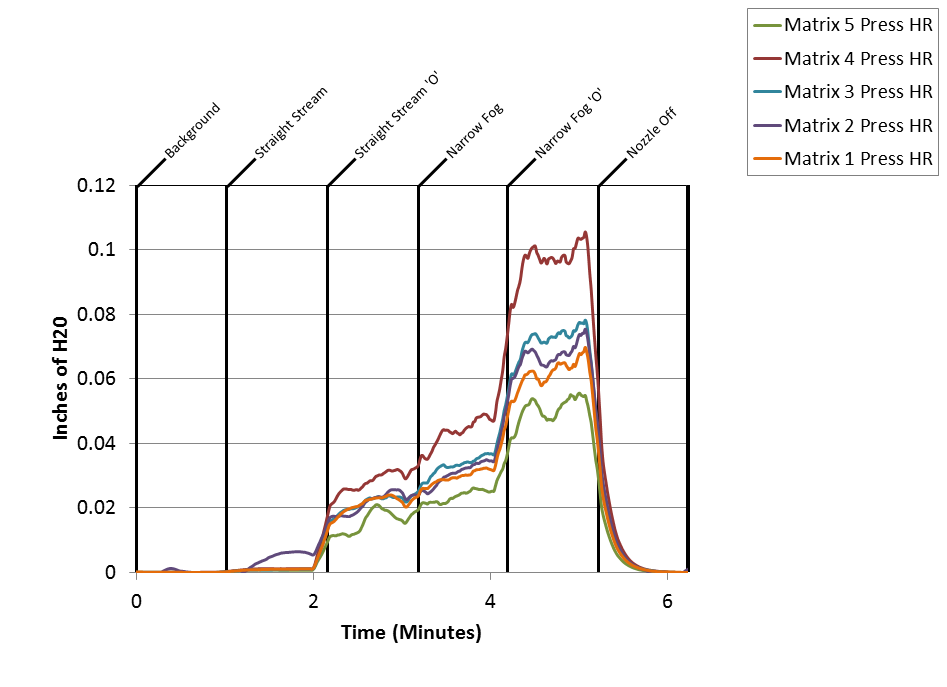 Matrix 5 Press HR
Matrix 4 Press HR
Matrix 3 Press HR
Matrix 2 Press HR
Matrix 1 Press HR
Background
Straight Stream
Straight Stream 'O'
Narrow Fog
Narrow Fog 'O'
Nozzle Off
0.12
0.1
0.08
0.06
0.04
0.02
0
Inches of H20
0 2 4 6
Time (Minutes)